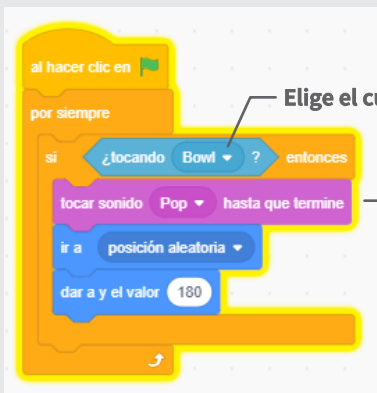 al hacer clic en
por siempre
Elige el
si ¿tocando Bowl ? entonces
tocar sonido Pop hasta que termine
ir a posición aleatoria
dar a y el valor 180